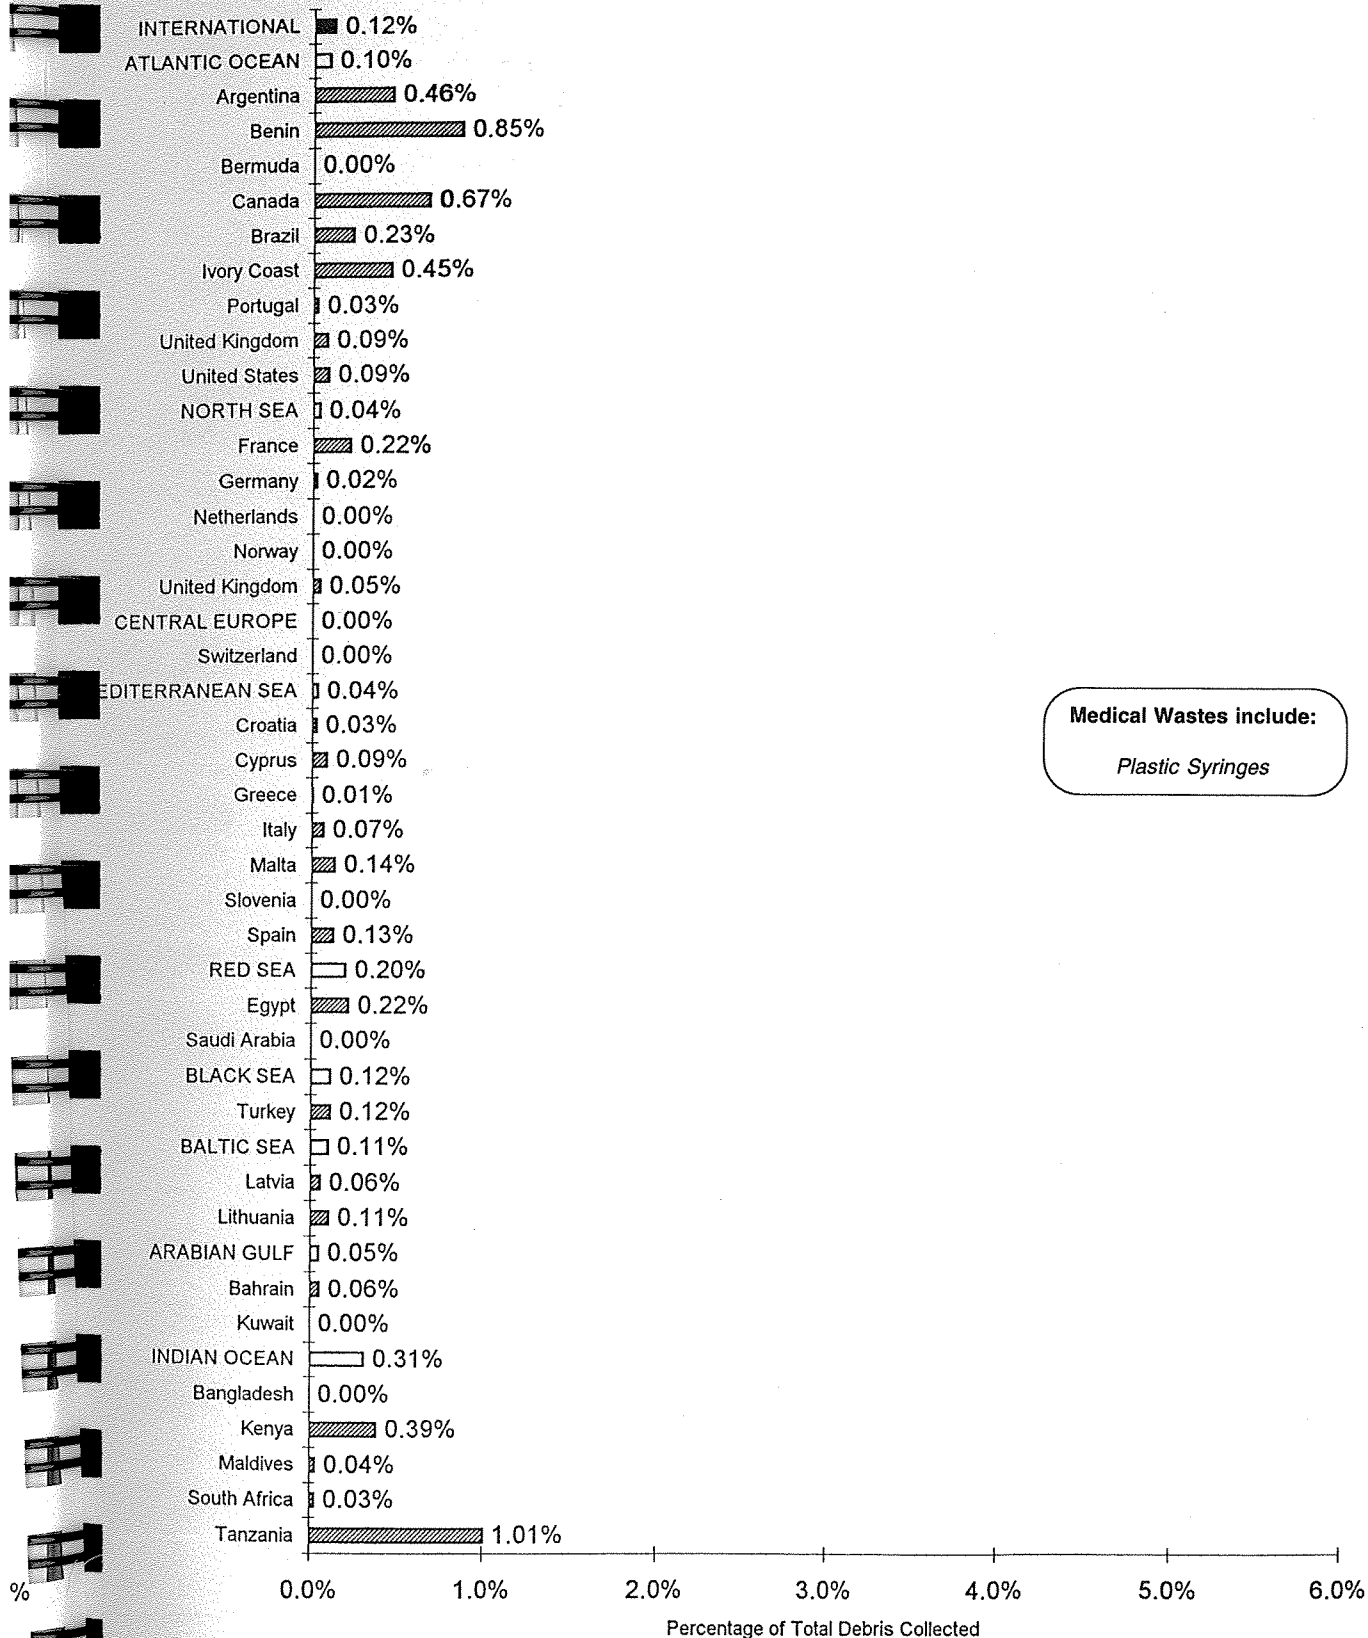 INTERNATIONAL 0.12%
ATLANTIC OCEAN 0.10%
Argentina 0.46%
Benin 0.85%
Bermuda 0.00%
Canada 0.67%
Brazil 0.23%
Ivory Coast 0.45%
Portugal 0.03%
United Kingdom 0.09%
United States 0.09%
NORTH SEA 0.04%
France 0.22%
Germany 0.02%
Netherlands 0.00%
Norway 0.00%
United Kingdom 0.05%
CENTRAL EUROPE 0.00%
Switzerland 0.00%
EDITERRANEAN SEA 0.04%
Croatia 0.03%
Cyprus 0.09%
Greece 0.01%
Italy 0.07%
Malta 0.14%
Slovenia 0.00%
Spain 0.13%
RED SEA 0.20%
Egypt 0.22%
Saudi Arabia 0.00%
BLACK SEA 0.12%
Turkey 0.12%
BALTIC SEA 0.11%
Latvia 0.06%
Lithuania 0.11%
ARABIAN GULF 0.05%
Bahrain 0.06%
Kuwait 0.00%
INDIAN OCEAN 0.31%
Bangladesh 0.00%
Kenya 0.39%
Maldives 0.04%
South Africa 0.03%
Tanzania 1.01%
Medical Wastes include:
Plastic Syringes
% 0.0% 1.0% 2.0% 3.0% 4.0% 5.0% 6.0%
Percentage of Total Debris Collected